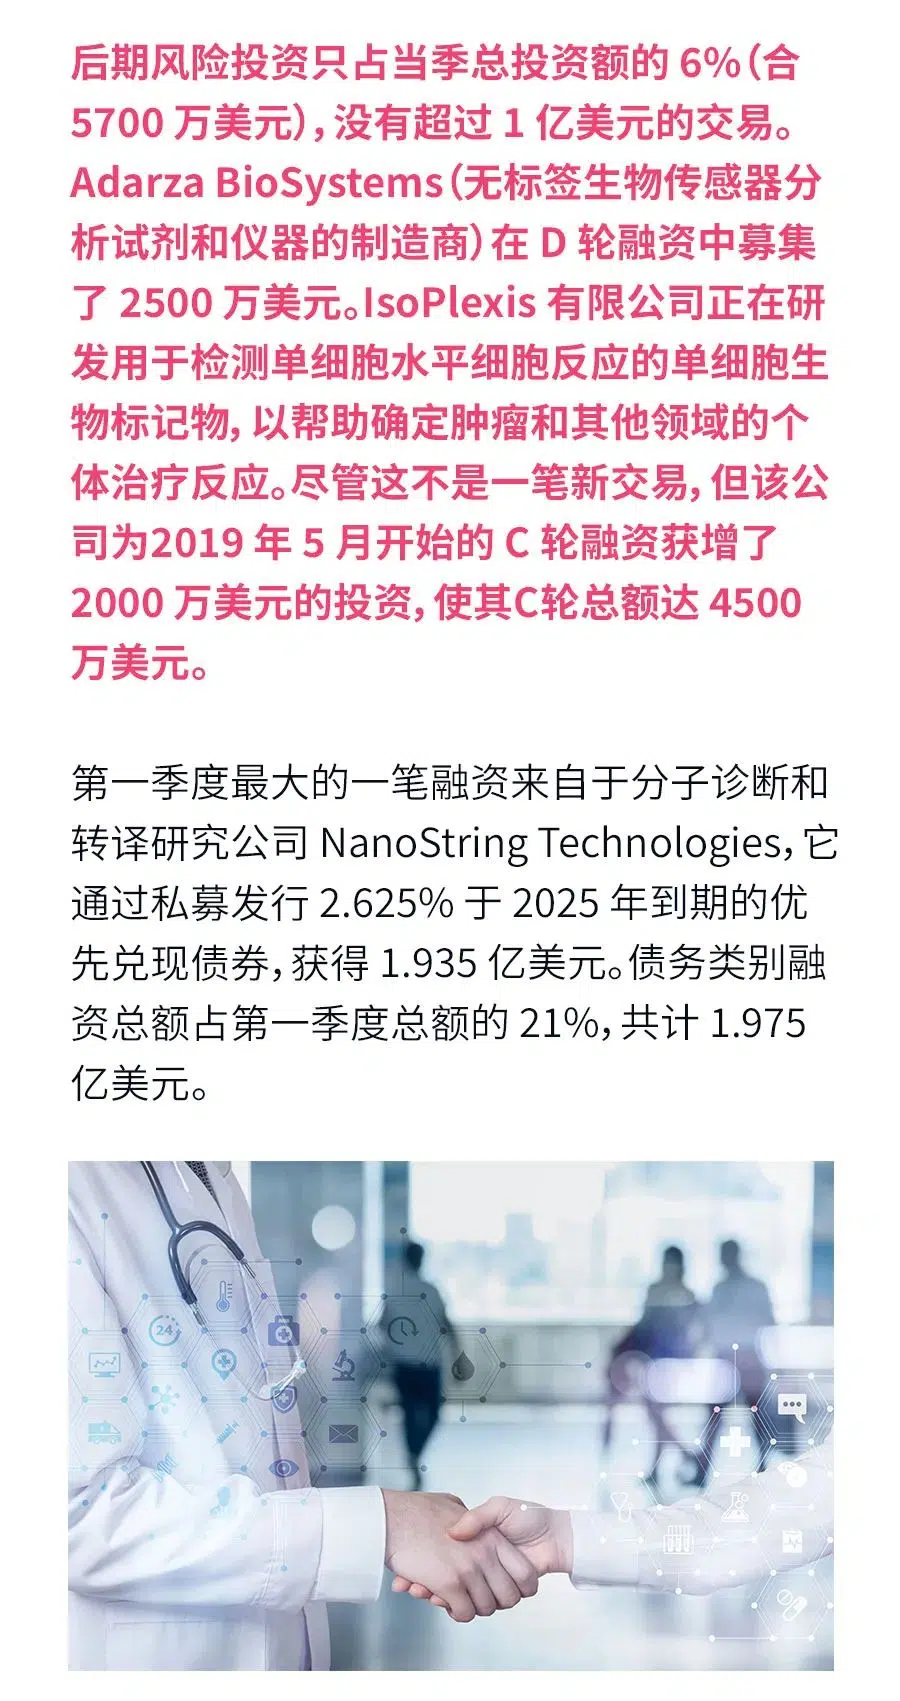 后期风险投资只占当季总投资额的 6%（合
5700 万美元），没有超过 1 亿美元的交易。
Adarza BioSystems（无标签生物传感器分
析试剂和仪器的制造商）在 D 轮融资中募集
了 2500 万美元。IsoPlexis 有限公司正在研
发用于检测单细胞水平细胞反应的单细胞生
物标记物，以帮助确定肿瘤和其他领域的个
体治疗反应。尽管这不是一笔新交易，但该公
司为2019 年 5 月开始的 C 轮融资获增了
2000 万美元的投资，使其C轮总额达 4500
万美元。
第一季度最大的一笔融资来自于分子诊断和
转译研究公司 NanoString Technologies，它
通过私募发行 2.625% 于 2025 年到期的优
先兑现债券，获得 1.935 亿美元。债务类别融
资总额占第一季度总额的 21%，共计 1.975
亿美元。
24